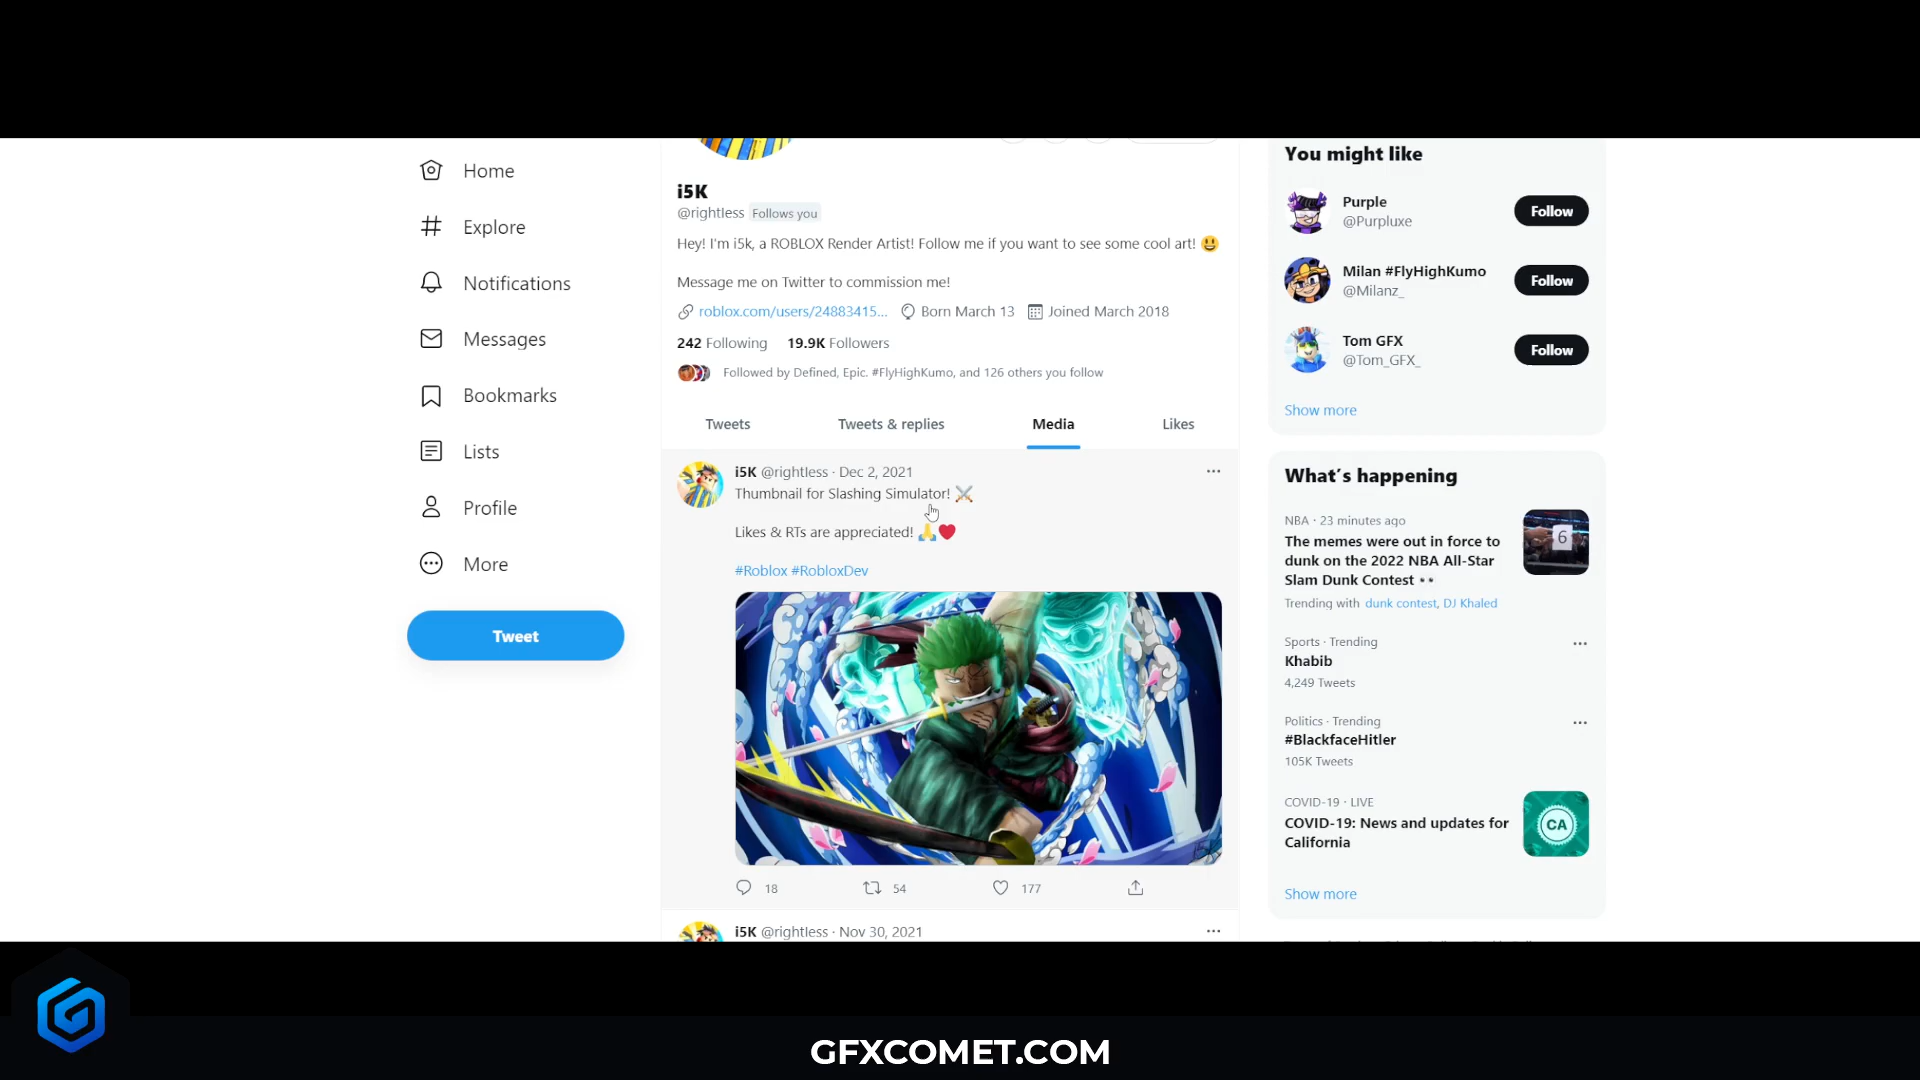 Home
Explore
Notifications
Messages
Bookmarks
Lists
Profile
More
Tweet
i5K
@rightless Follows you
Hey! I'm i5k, a ROBLOX Render Artist! Follow me if you want to see some cool art! 😃
Message me on Twitter to commission me!
roblox.com/users/24883415... Born March 13 Joined March 2018
242 Following 19.9K Followers
Followed by Defined, Epic. #FlyHighKumo, and 126 others you follow
Tweets Tweets & replies Media Likes
i5K @rightless · Dec 2, 2021
Thumbnail for Slashing Simulator! ⚔️
Likes & RTs are appreciated! 🙏❤️
#Roblox #RobloxDev
18 54 177
i5K @rightless · Nov 30, 2021
You might like
Purple
@Purpluxe
Follow
Milan #FlyHighKumo
@Milanz_
Follow
Tom GFX
@Tom_GFX_
Follow
Show more
What's happening
NBA · 23 minutes ago
The memes were out in force to
dunk on the 2022 NBA All-Star
Slam Dunk Contest 👀
6
Trending with dunk contest, DJ Khaled
Sports · Trending
Khabib
4,249 Tweets
Politics · Trending
#BlackfaceHitler
105K Tweets
COVID-19 · LIVE
COVID-19: News and updates for
California
CA
Show more
GFXCOMET.COM